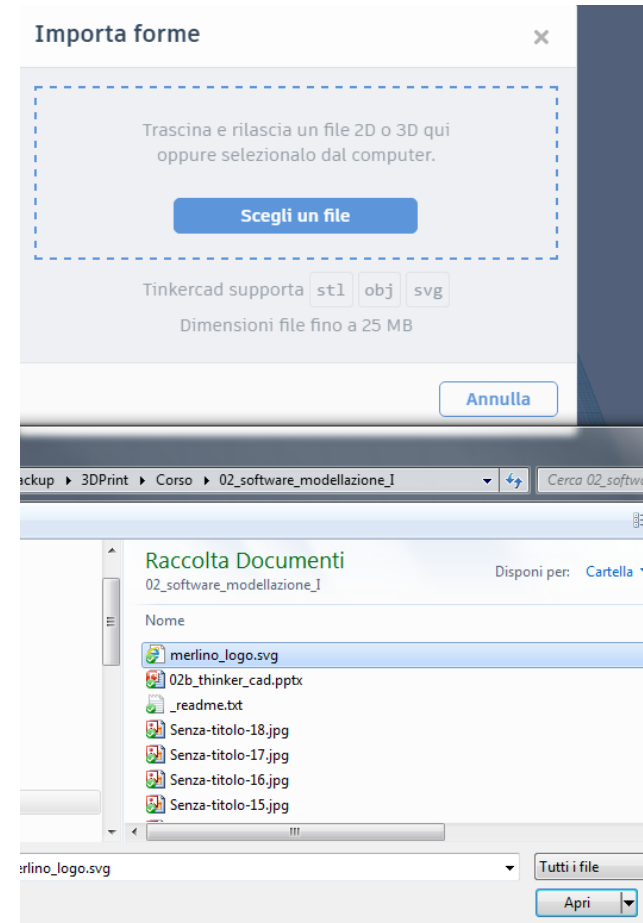 Importa forme
Trascina e rilascia un file 2D o 3D qui
oppure selezionalo dal computer.
Scegli un file
Tinkercad supporta stl obj svg
Dimensioni file fino a 25 MB
Annulla
ackup ▸ 3DPrint ▸ Corso ▸ 02_software_modellazione_I
Cerca 02_softwa
Raccolta Documenti
02_software_modellazione_I
Disponi per: Cartella
Nome
merlino_logo.svg
02b_thinker_cad.pptx
_readme.txt
Senza-titolo-18.jpg
Senza-titolo-17.jpg
Senza-titolo-16.jpg
Senza-titolo-15.jpg
erlino_logo.svg
Tutti i file
Apri